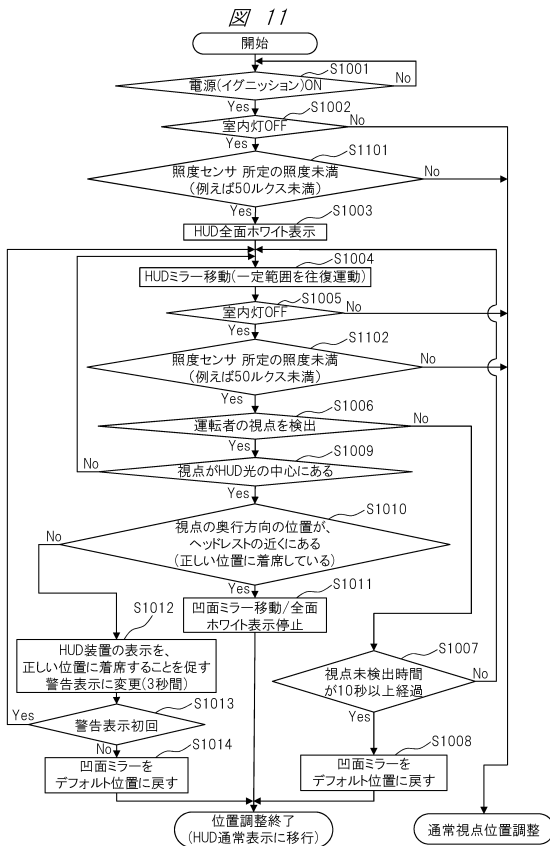 図 11
開始
S1001
電源(イグニッション)ON
No
Yes
S1002
室内灯OFF
No
Yes
S1101
照度センサ 所定の照度未満
(例えば50ルクス未満)
No
Yes
S1003
HUD全面ホワイト表示
S1004
HUDミラー移動(一定範囲を往復運動)
S1005
室内灯OFF
No
Yes
S1102
照度センサ 所定の照度未満
(例えば50ルクス未満)
No
Yes
S1006
運転者の視点を検出
No
Yes
S1009
視点がHUD光の中心にある
No
Yes
S1010
視点の奥行方向の位置が、
ヘッドレストの近くにある
(正しい位置に着席している)
No
Yes
S1011
凹面ミラー移動/全面
ホワイト表示停止
S1012
HUD装置の表示を、
正しい位置に着席することを促す
警告表示に変更(3秒間)
S1013
警告表示初回
Yes
No
S1014
凹面ミラーを
デフォルト位置に戻す
S1007
視点未検出時間
が10秒以上経過
No
Yes
S1008
凹面ミラーを
デフォルト位置に戻す
位置調整終了
(HUD通常表示に移行)
通常視点位置調整